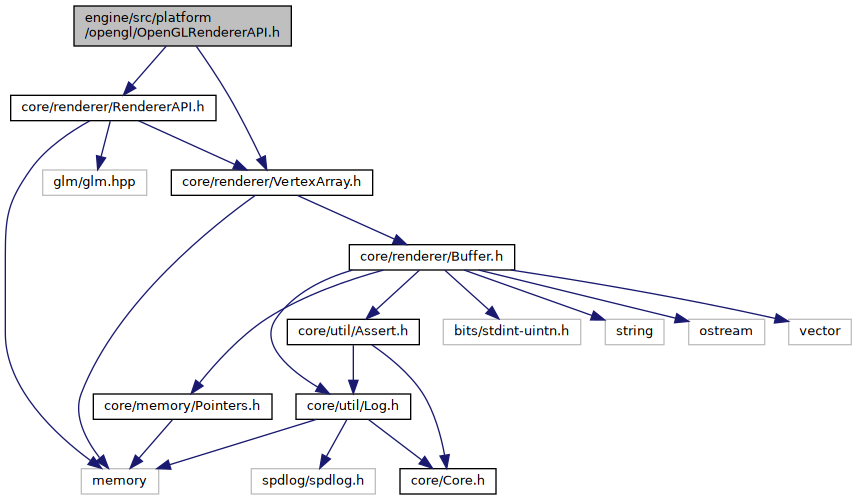 engine/src/platform
/opengl/OpenGLRendererAPI.h
core/renderer/RendererAPI.h
glm/glm.hpp
core/renderer/VertexArray.h
core/renderer/Buffer.h
core/util/Assert.h
bits/stdint-uintn.h
string
ostream
vector
core/memory/Pointers.h
core/util/Log.h
memory
spdlog/spdlog.h
core/Core.h